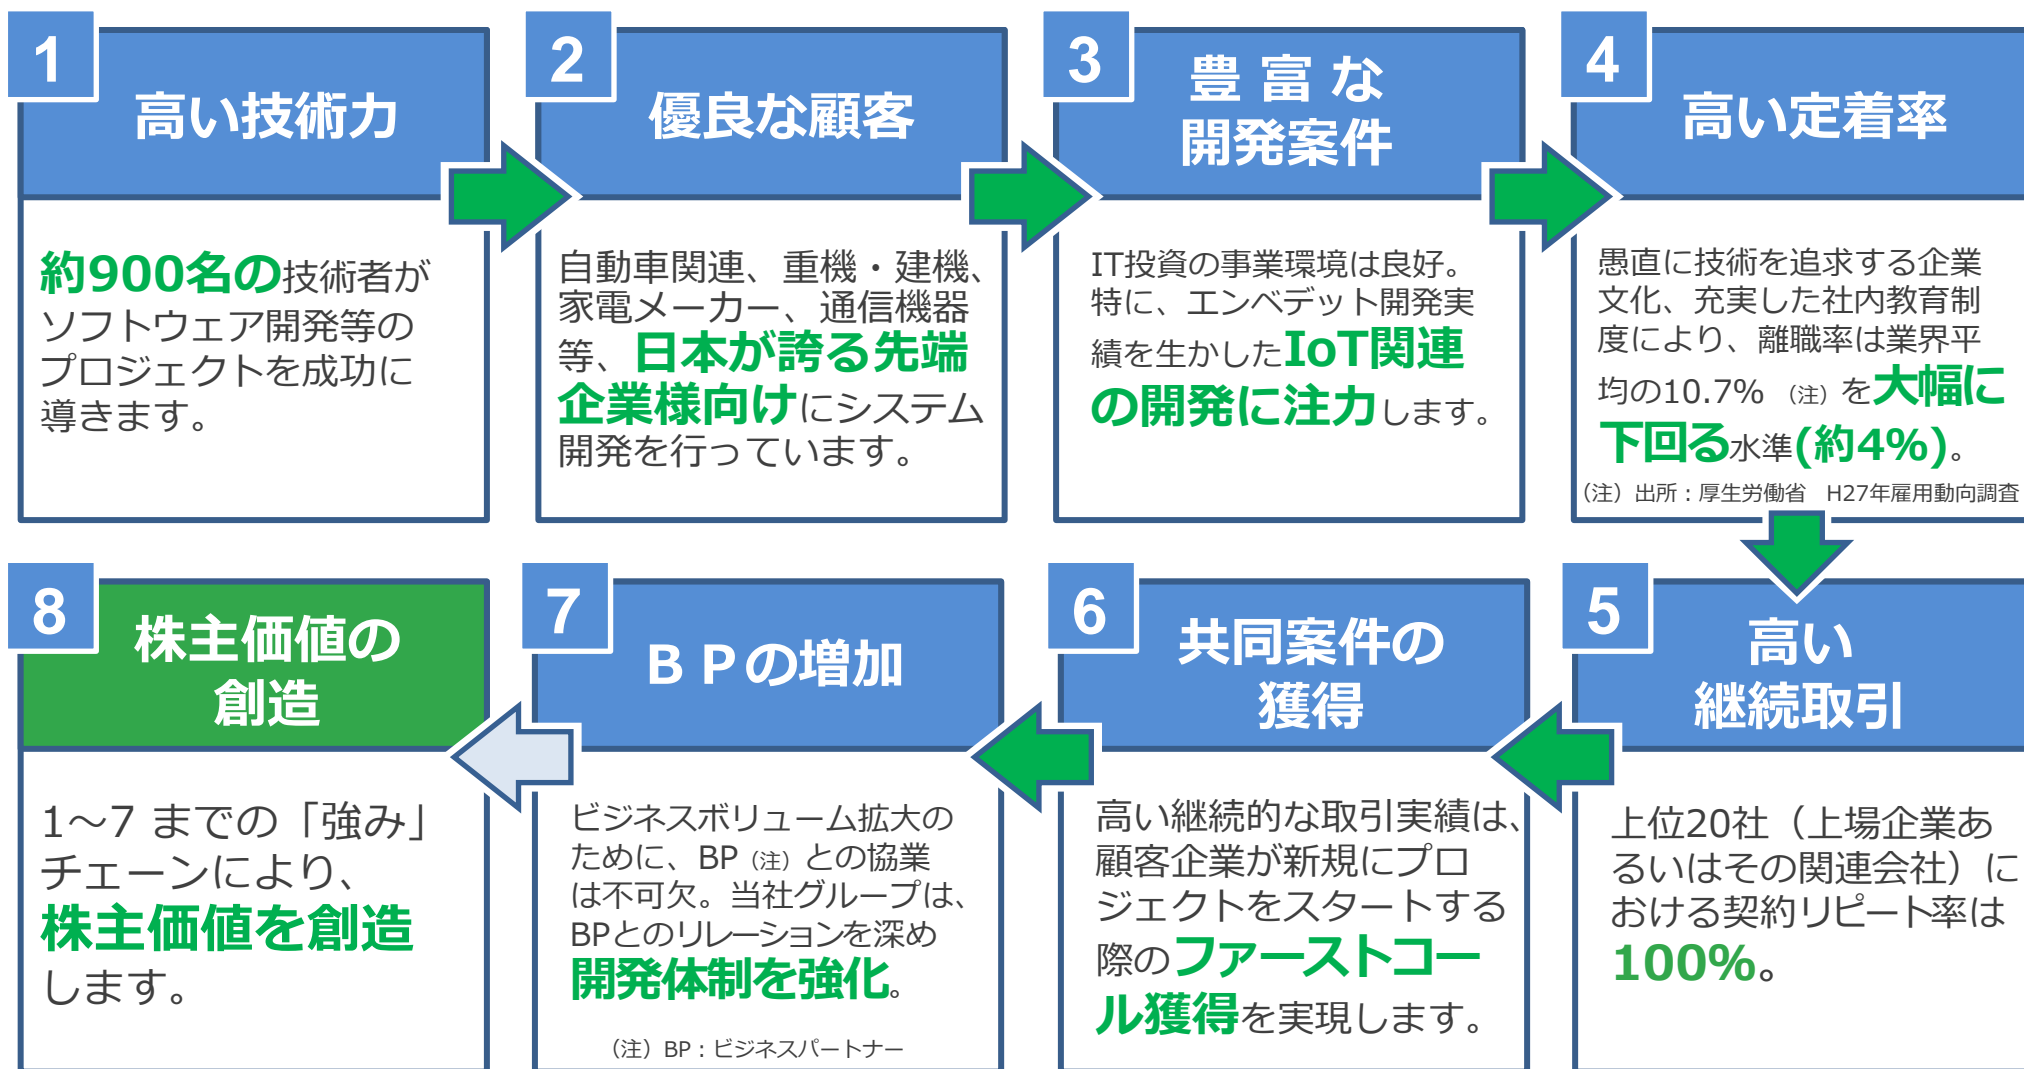 1
高い技術力
約900名の技術者が
ソフトウェア開発等の
プロジェクトを成功に
導きます。
2
優良な顧客
自動車関連、重機・建機、
家電メーカー、通信機器
等、日本が誇る先端
企業様向けにシステム
開発を行っています。
3
豊富な
開発案件
IT投資の事業環境は良好。
特に、エンベデット開発実
績を生かしたIoT関連
の開発に注力します。
4
高い定着率
愚直に技術を追求する企業
文化、充実した社内教育制
度により、離職率は業界平
均の10.7%（注）を大幅に
下回る水準(約4%)。
（注）出所：厚生労働省　H27年雇用動向調査
5
高い
継続取引
上位20社（上場企業あ
るいはその関連会社）に
おける契約リピート率は
100%。
6
共同案件の
獲得
高い継続的な取引実績は、
顧客企業が新規にプロ
ジェクトをスタートする
際のファーストコー
ル獲得を実現します。
7
ＢＰの増加
ビジネスボリューム拡大の
ために、BP（注）との協業
は不可欠。当社グループは、
BPとのリレーションを深め
開発体制を強化。
（注）BP：ビジネスパートナー
8
株主価値の
創造
1～7 までの「強み」
チェーンにより、
株主価値を創造
します。